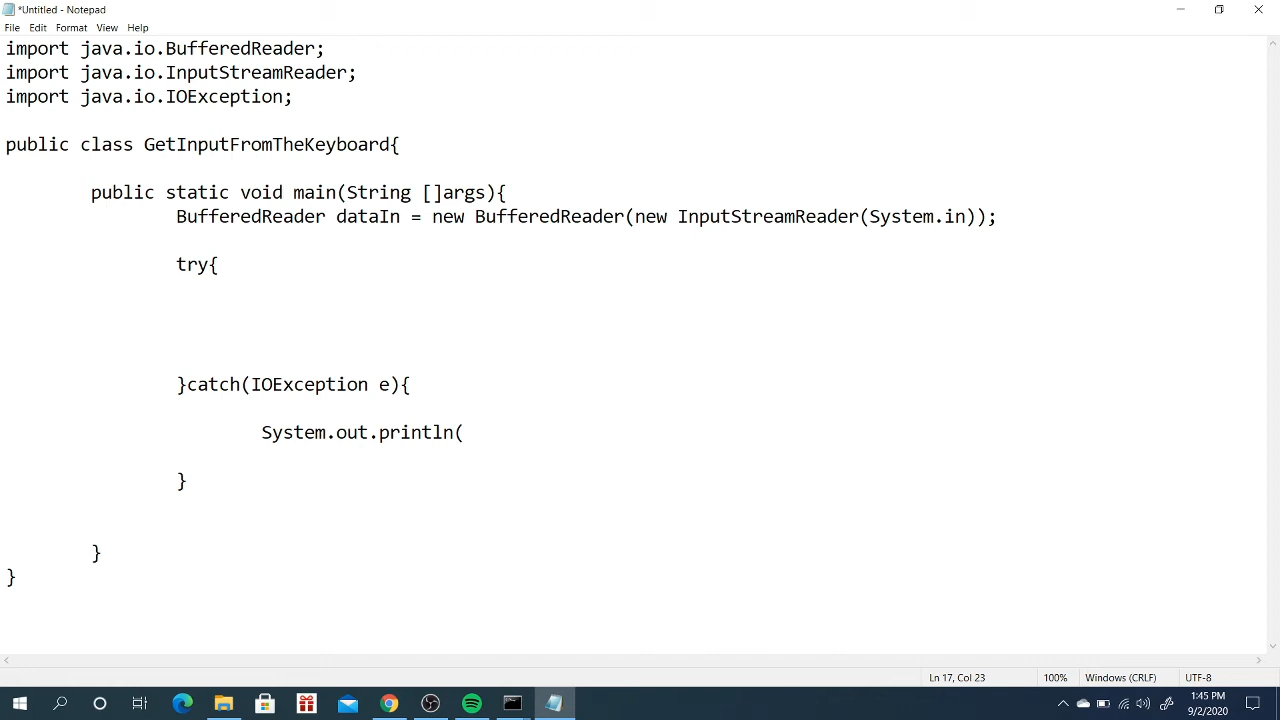 *Untitled - Notepad
File Edit Format View Help
import java.io.BufferedReader;
import java.io.InputStreamReader;
import java.io.IOException;
public class GetInputFromTheKeyboard{
public static void main(String []args){
BufferedReader dataIn = new BufferedReader(new InputStreamReader(System.in));
try{
}catch(IOException e){
System.out.println(
}
}
}
Ln 17, Col 23 100% Windows (CRLF) UTF-8
1:45 PM
9/2/2020